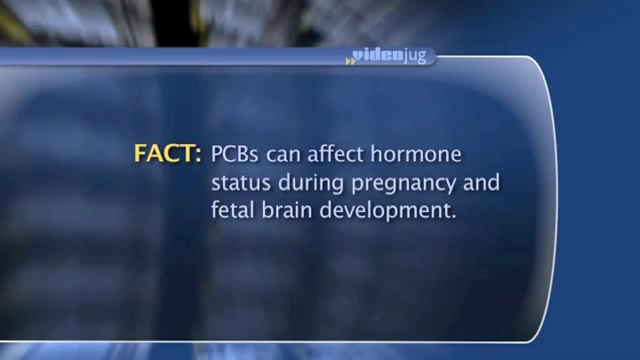 videojug
FACT: PCBs can affect hormone
status during pregnancy and
fetal brain development.